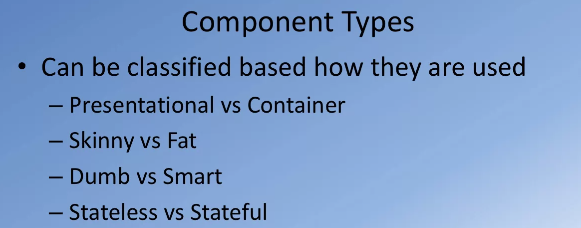 Component Types
• Can be classified based how they are used
– Presentational vs Container
– Skinny vs Fat
– Dumb vs Smart
– Stateless vs Stateful